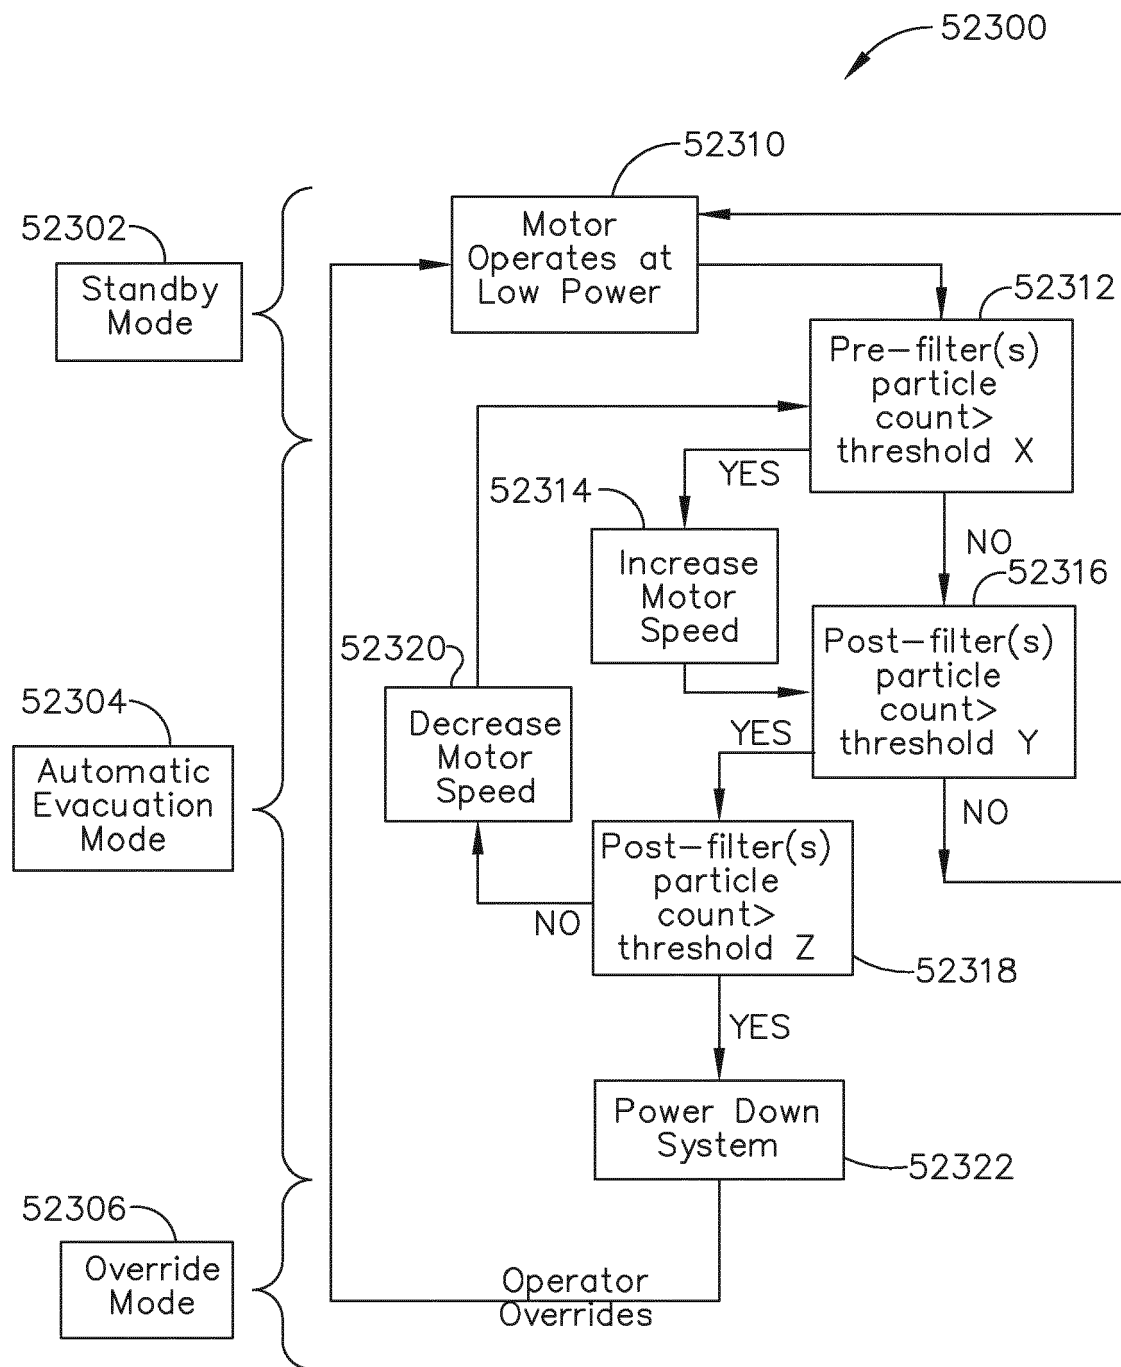 52300
52310
Motor
Operates at
Low Power
52302
Standby
Mode
52312
Pre-filter(s)
particle
count>
threshold X
YES
NO
52314
Increase
Motor
Speed
52316
Post-filter(s)
particle
count>
threshold Y
YES
NO
52320
Decrease
Motor
Speed
52304
Automatic
Evacuation
Mode
Post-filter(s)
particle
count>
threshold Z
NO
52318
YES
Power Down
System
52322
52306
Override
Mode
Operator
Overrides